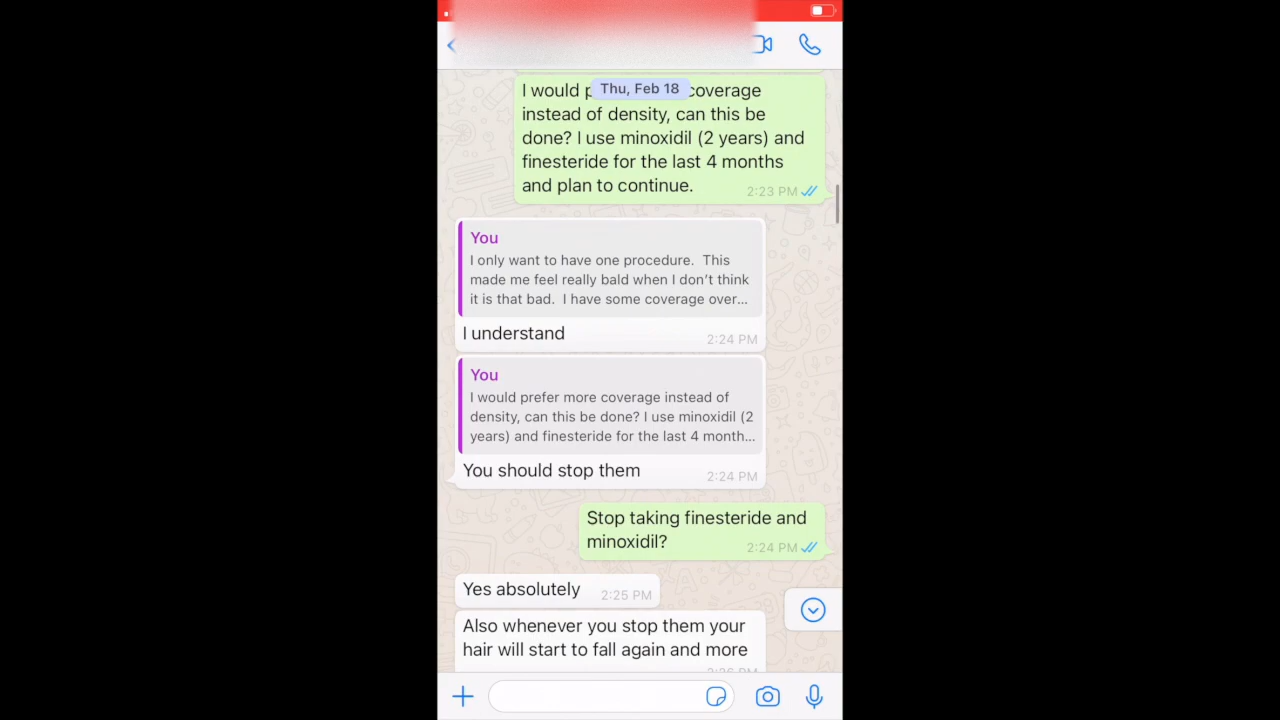 Thu, Feb 18
I would p coverage
instead of density, can this be
done? I use minoxidil (2 years) and
finesteride for the last 4 months
and plan to continue.
2:23 PM
You
I only want to have one procedure. This
made me feel really bald when I don't think
it is that bad. I have some coverage over...
I understand
2:24 PM
You
I would prefer more coverage instead of
density, can this be done? I use minoxidil (2
years) and finesteride for the last 4 month...
You should stop them
2:24 PM
Stop taking finesteride and
minoxidil?
2:24 PM
Yes absolutely
2:25 PM
Also whenever you stop them your
hair will start to fall again and more